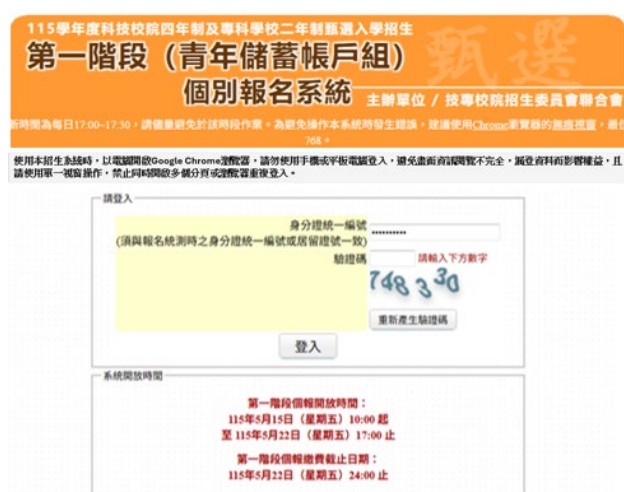 115學年度科技校院四年制及專科學校二年制甄選入學招生
甄選
第一階段（青年儲蓄帳戶組）
個別報名系統 主辦單位 / 技專校院招生委員會聯合會
新時間為每日17:00~17:30，請儘量避免於該時段作業。為避免操作本系統時發生錯誤，建議使用Chrome瀏覽器的無痕視窗，最佳
768。
使用本招生系統時，以電腦開啟Google Chrome瀏覽器，請勿使用手機或平板電腦登入，避免畫面資訊閱覽不完全，漏登資料而影響權益，且
請使用單一視窗操作，禁止同時開啟多個分頁或瀏覽器重複登入。
請登入
身分證統一編號
(須與報名統測時之身分證統一編號或居留證號一致)
驗證碼 請輸入下方數字
748330
重新產生驗證碼
登入
系統開放時間
第一階段個報開放時間：
115年5月15日（星期五）10:00 起
至 115年5月22日（星期五）17:00 止
第一階段個報繳費截止日期：
115年5月22日（星期五）24:00 止